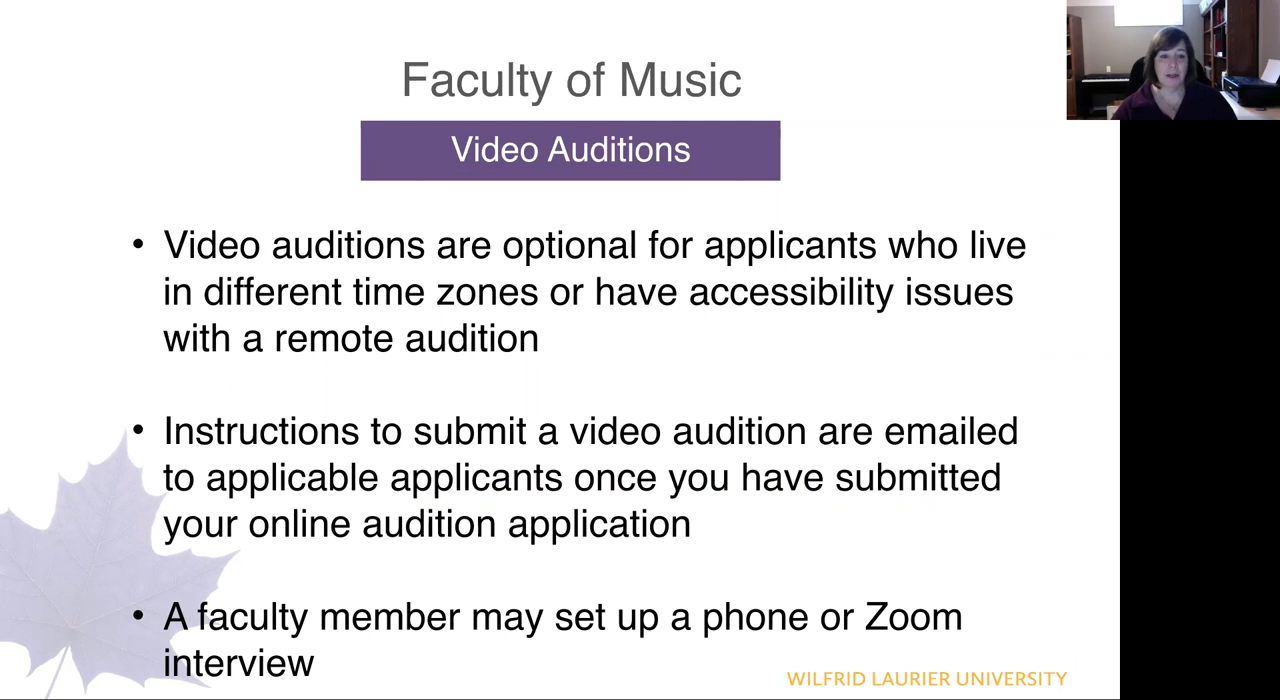 Faculty of Music
Video Auditions
• Video auditions are optional for applicants who live
in different time zones or have accessibility issues
with a remote audition
• Instructions to submit a video audition are emailed
to applicable applicants once you have submitted
your online audition application
• A faculty member may set up a phone or Zoom
interview
WILFRID LAURIER UNIVERSITY